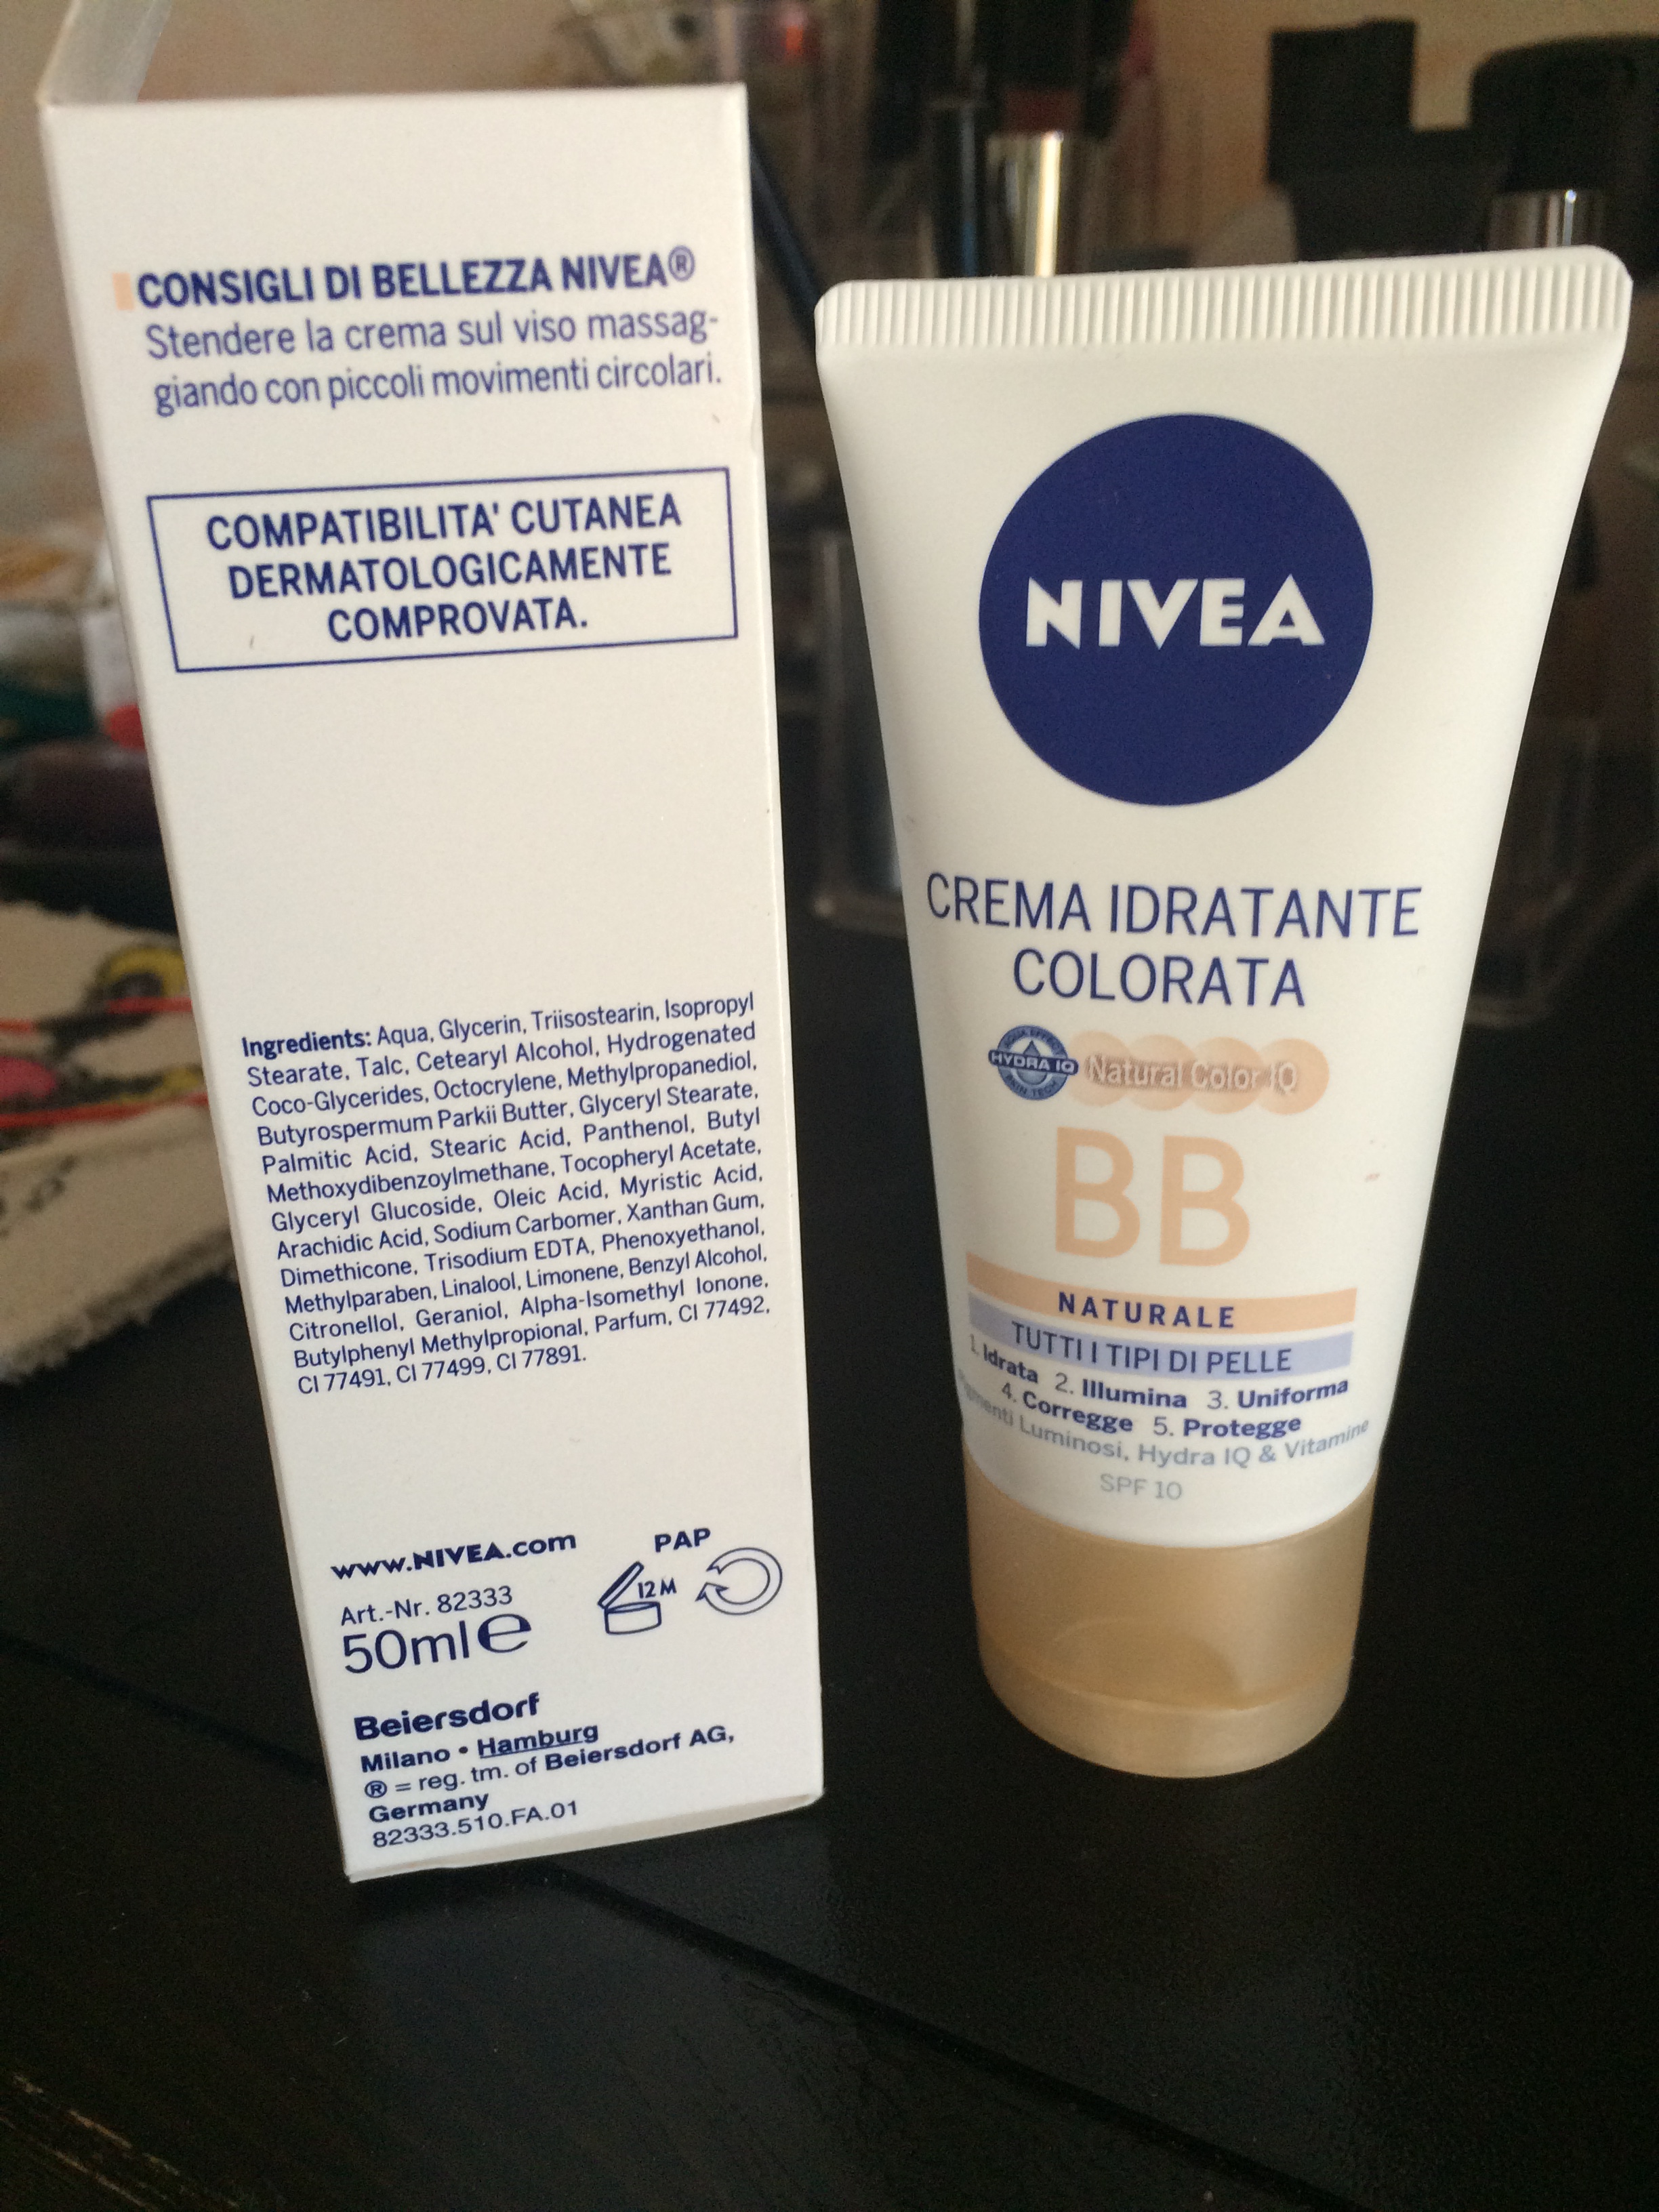 CONSIGLI DI BELLEZZA NIVEA®
Stendere la crema sul viso massag-
giando con piccoli movimenti circolari.
COMPATIBILITA' CUTANEA
DERMATOLOGICAMENTE
COMPROVATA.
Ingredients: Aqua, Glycerin, Triisostearin, Isopropyl
Stearate, Talc, Cetearyl Alcohol, Hydrogenated
Coco-Glycerides, Octocrylene, Methylpropanediol,
Butyrospermum Parkii Butter, Glyceryl Stearate,
Palmitic Acid, Stearic Acid, Panthenol, Butyl
Methoxydibenzoylmethane, Tocopheryl Acetate,
Glyceryl Glucoside, Oleic Acid, Myristic Acid,
Arachidic Acid, Sodium Carbomer, Xanthan Gum,
Dimethicone, Trisodium EDTA, Phenoxyethanol,
Methylparaben, Linalool, Limonene, Benzyl Alcohol,
Citronellol, Geraniol, Alpha-Isomethyl Ionone,
Butylphenyl Methylpropional, Parfum, CI 77492,
CI 77491, CI 77499, CI 77891.
www.NIVEA.com
PAP
12 M
Art.-Nr. 82333
50ml e
Beiersdorf
Milano • Hamburg
® = reg. tm. of Beiersdorf AG,
Germany
82333.510.FA.01
NIVEA
CREMA IDRATANTE
COLORATA
HYDRA IQ
Natural Color IQ
BB
NATURALE
TUTTI I TIPI DI PELLE
1. Idrata 2. Illumina 3. Uniforma
4. Corregge 5. Protegge
Luminosi, Hydra IQ & Vitamine
SPF 10